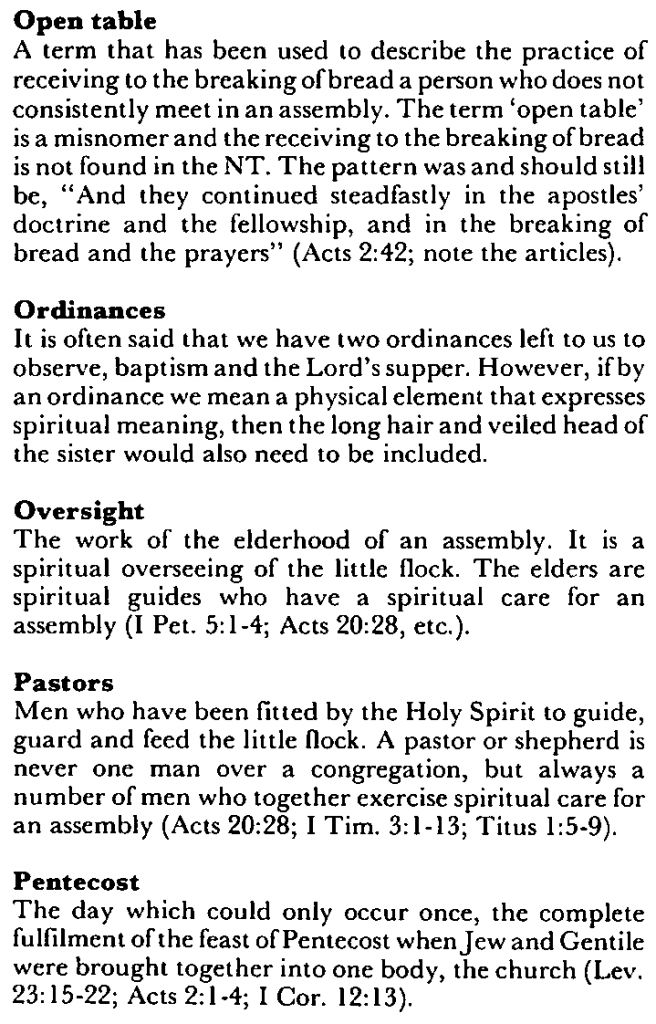 Open table
A term that has been used to describe the practice of
receiving to the breaking of bread a person who does not
consistently meet in an assembly. The term ‘open table’
is a misnomer and the receiving to the breaking of bread
is not found in the NT. The pattern was and should still
be, “And they continued steadfastly in the apostles’
doctrine and the fellowship, and in the breaking of
bread and the prayers” (Acts 2:42; note the articles).
Ordinances
It is often said that we have two ordinances left to us to
observe, baptism and the Lord’s supper. However, if by
an ordinance we mean a physical element that expresses
spiritual meaning, then the long hair and veiled head of
the sister would also need to be included.
Oversight
The work of the elderhood of an assembly. It is a
spiritual overseeing of the little flock. The elders are
spiritual guides who have a spiritual care for an
assembly (I Pet. 5:1-4; Acts 20:28, etc.).
Pastors
Men who have been fitted by the Holy Spirit to guide,
guard and feed the little flock. A pastor or shepherd is
never one man over a congregation, but always a
number of men who together exercise spiritual care for
an assembly (Acts 20:28; I Tim. 3:1-13; Titus 1:5-9).
Pentecost
The day which could only occur once, the complete
fulfilment of the feast of Pentecost when Jew and Gentile
were brought together into one body, the church (Lev.
23:15-22; Acts 2:1-4; I Cor. 12:13).